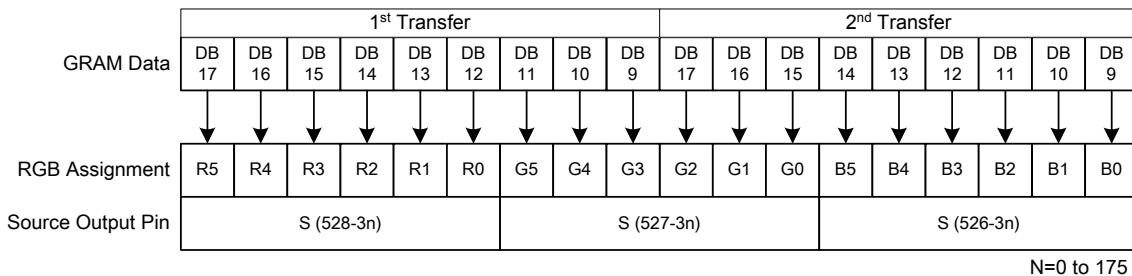 1st Transfer 2nd Transfer
GRAM Data DB 17 DB 16 DB 15 DB 14 DB 13 DB 12 DB 11 DB 10 DB 9 DB 17 DB 16 DB 15 DB 14 DB 13 DB 12 DB 11 DB 10 DB 9
RGB Assignment R5 R4 R3 R2 R1 R0 G5 G4 G3 G2 G1 G0 B5 B4 B3 B2 B1 B0
Source Output Pin S (528-3n) S (527-3n) S (526-3n)
N=0 to 175